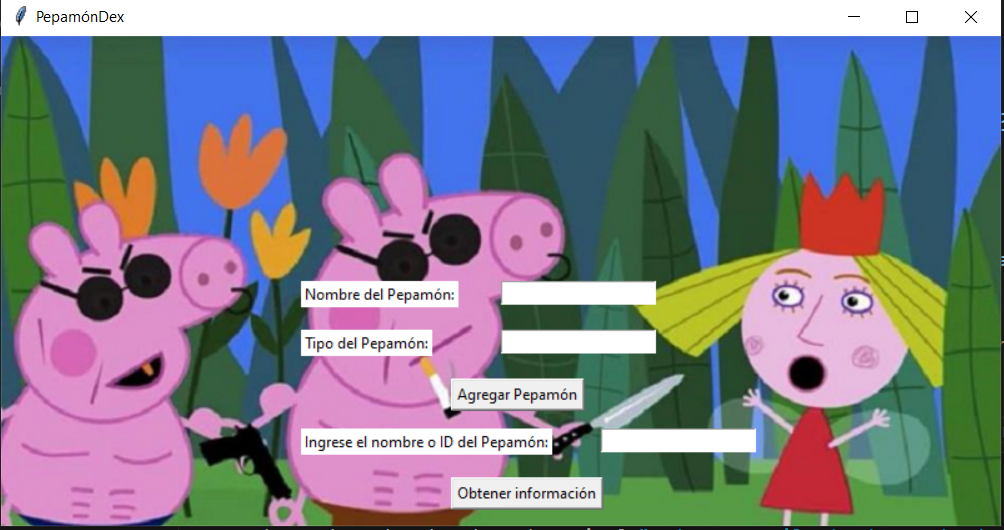 PepamónDex
Nombre del Pepamón:
Tipo del Pepamón:
Agregar Pepamón
Ingrese el nombre o ID del Pepamón:
Obtener información